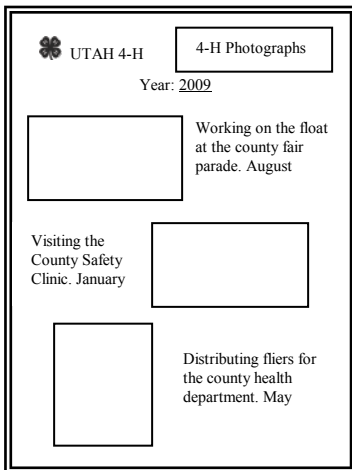 UTAH 4-H
4-H Photographs
Year: 2009
Working on the float
at the county fair
parade. August
Visiting the
County Safety
Clinic. January
Distributing fliers for
the county health
department. May